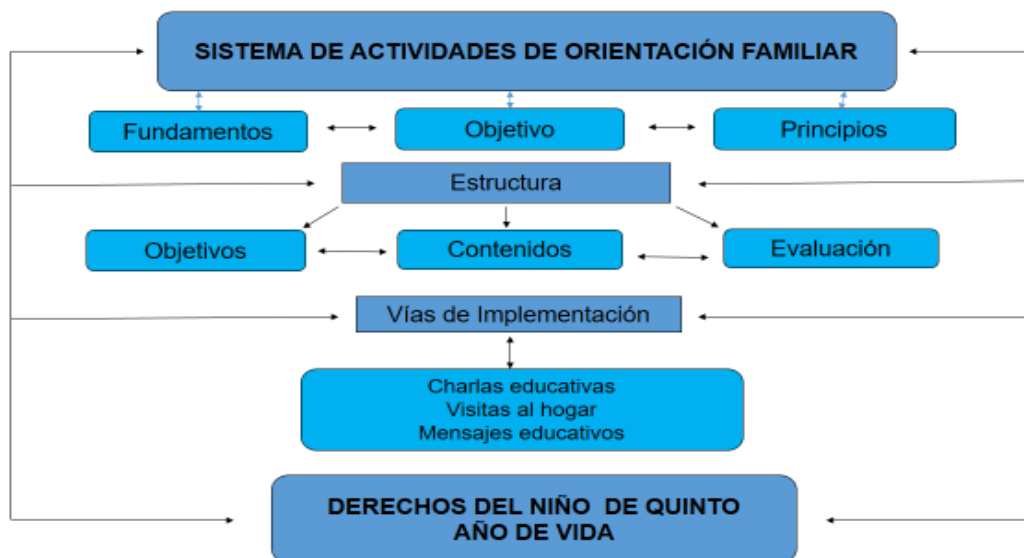 SISTEMA DE ACTIVIDADES DE ORIENTACIÓN FAMILIAR
Fundamentos
Objetivo
Principios
Estructura
Objetivos
Contenidos
Evaluación
Vías de Implementación
Charlas educativas
Visitas al hogar
Mensajes educativos
DERECHOS DEL NIÑO DE QUINTO
AÑO DE VIDA